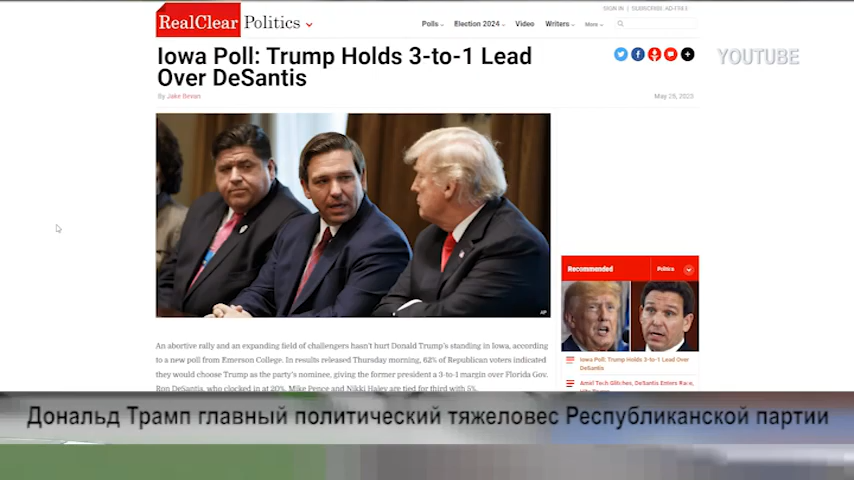 SIGN IN | SUBSCRIBE AD-FREE
RealClear Politics
Polls
Election 2024
Video
Writers
More
Iowa Poll: Trump Holds 3-to-1 Lead
Over DeSantis
YOUTUBE
By Jake Bevan
May 25, 2023
AP
Recommended
Politics
An abortive rally and an expanding field of challengers hasn't hurt Donald Trump's standing in Iowa, according
to a new poll from Emerson College. In results released Thursday morning, 62% of Republican voters indicated
they would choose Trump as the party's nominee, giving the former president a 3-to-1 margin over Florida Gov.
Ron DeSantis, who clocked in at 20%. Mike Pence and Nikki Haley are tied for third with 5%.
Iowa Poll: Trump Holds 3-to-1 Lead Over
DeSantis
Amid Tech Glitches, DeSantis Enters Race,
Дональд Трамп главный политический тяжеловес Республиканской партии